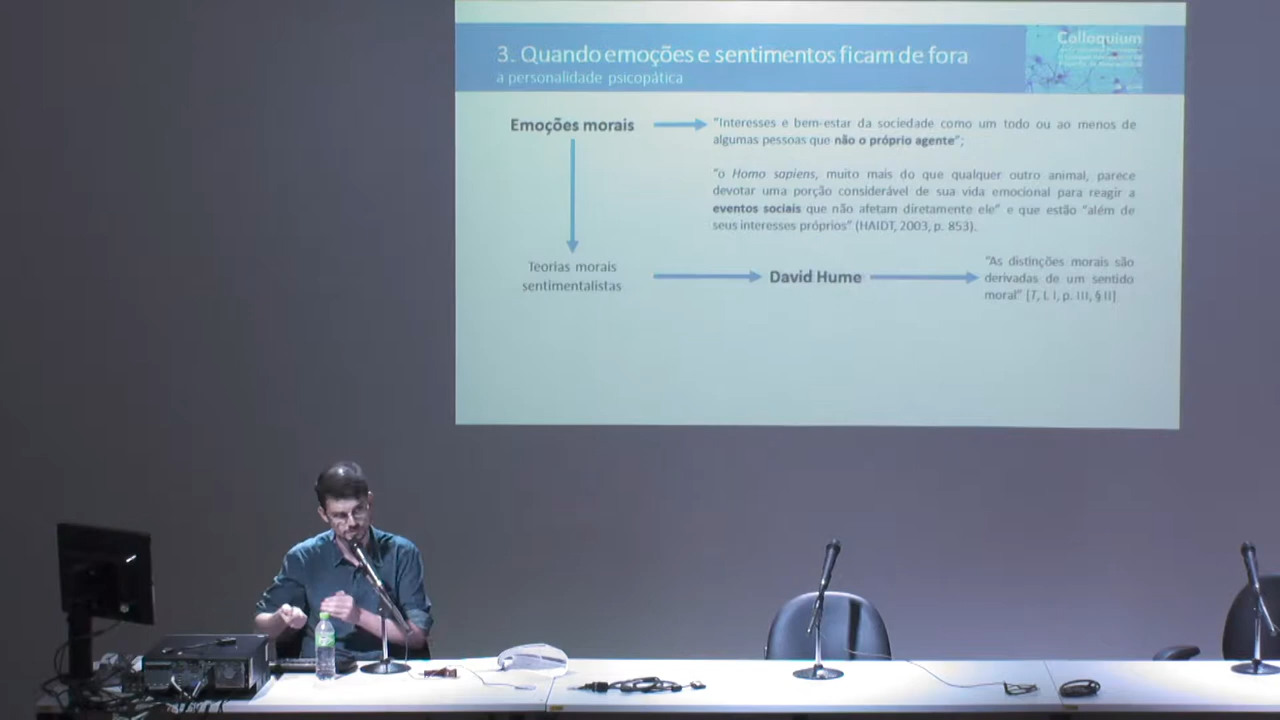 3. Quando emoções e sentimentos ficam de fora
a personalidade psicopática
Colloquium
Emoções morais
"Interesses e bem-estar da sociedade como um todo ou ao menos de
algumas pessoas que não o próprio agente";
"o Homo sapiens, muito mais do que qualquer outro animal, parece
devotar uma porção considerável de sua vida emocional para reagir a
eventos sociais que não afetam diretamente ele" e que estão "além de
seus interesses próprios" (HAIDT, 2003, p. 853).
Teorias morais
sentimentalistas
David Hume
"As distinções morais são
derivadas de um sentido
moral" [T, l. I, p. III, § II]